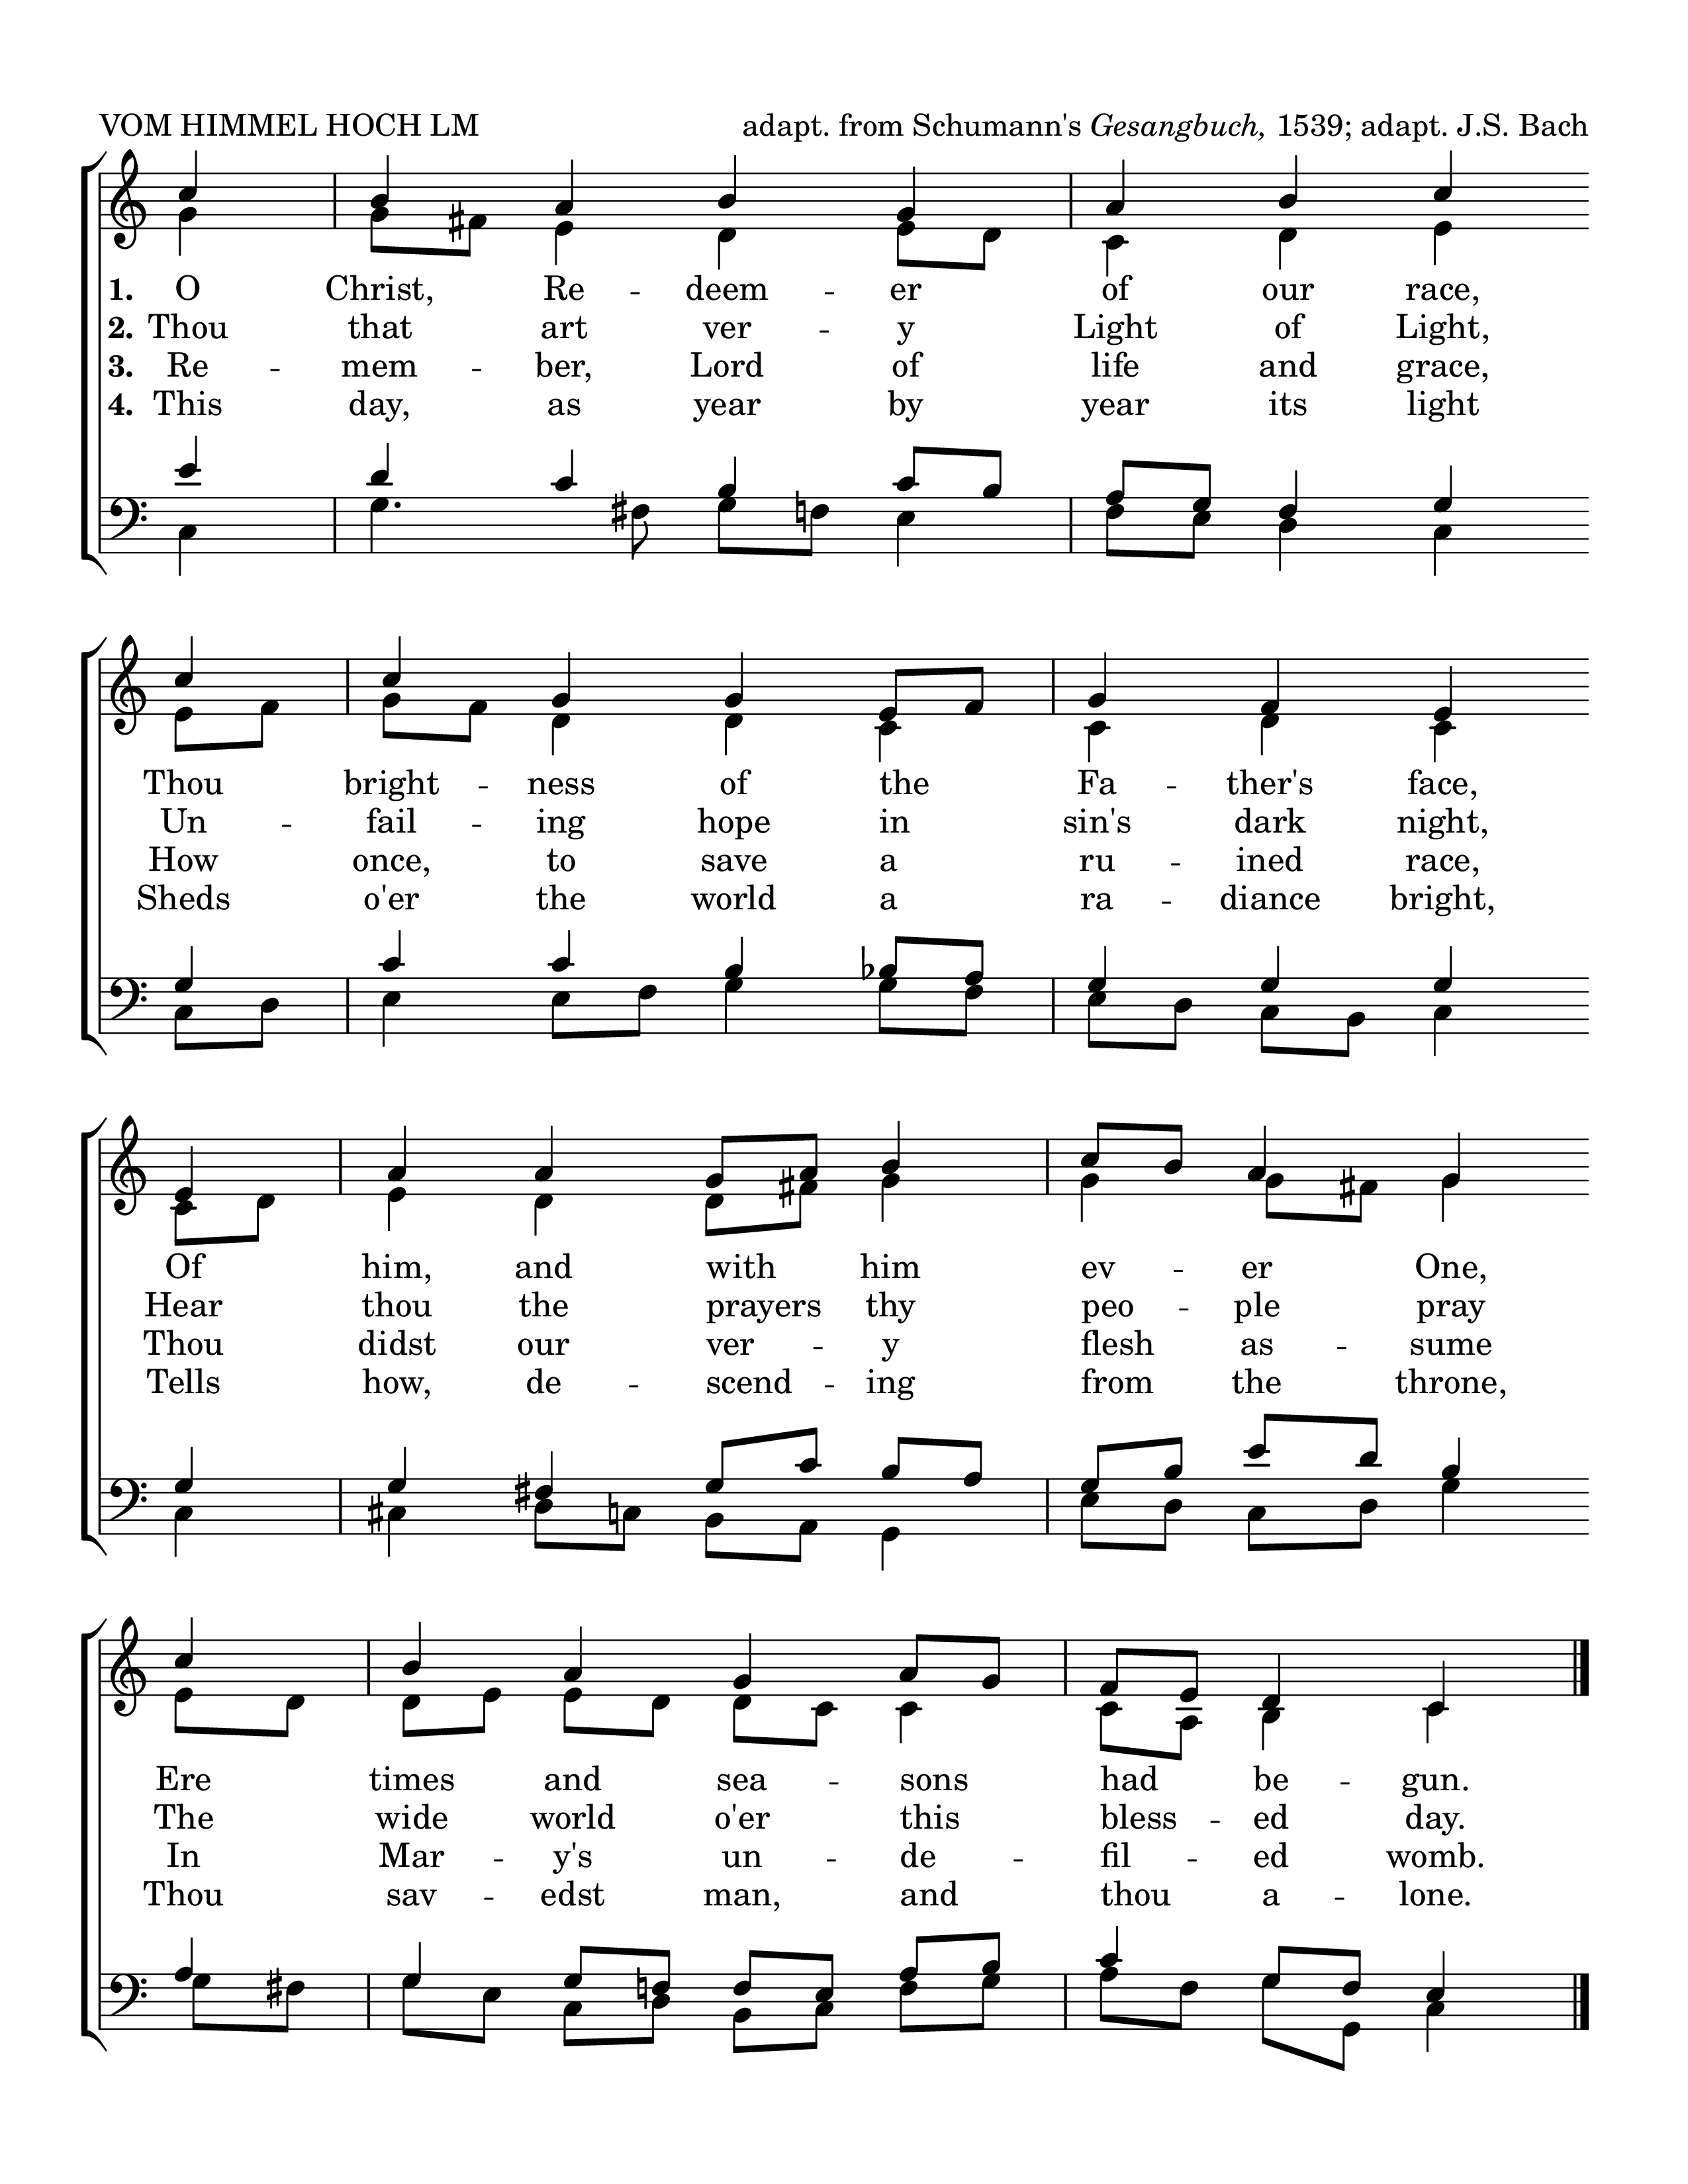 VOM HIMMEL HOCH LM adapt. from Schumann's Gesangbuch, 1539; adapt. J.S. Bach
1. O Christ, Re -- deem -- er of our race,
2. Thou that art ver -- y Light of Light,
3. Re -- mem -- ber, Lord of life and grace,
4. This day, as year by year its light
Thou bright -- ness of the Fa -- ther's face,
Un -- fail -- ing hope in sin's dark night,
How once, to save a ru -- ined race,
Sheds o'er the world a ra -- diance bright,
Of him, and with him ev -- er One,
Hear thou the prayers thy peo -- ple pray
Thou didst our ver -- y flesh as -- sume
Tells how, de -- scend -- ing from the throne,
Ere times and sea -- sons had be -- gun.
The wide world o'er this bless -- ed day.
In Mar -- y's un -- de -- fil -- ed womb.
Thou sav -- edst man, and thou a -- lone.